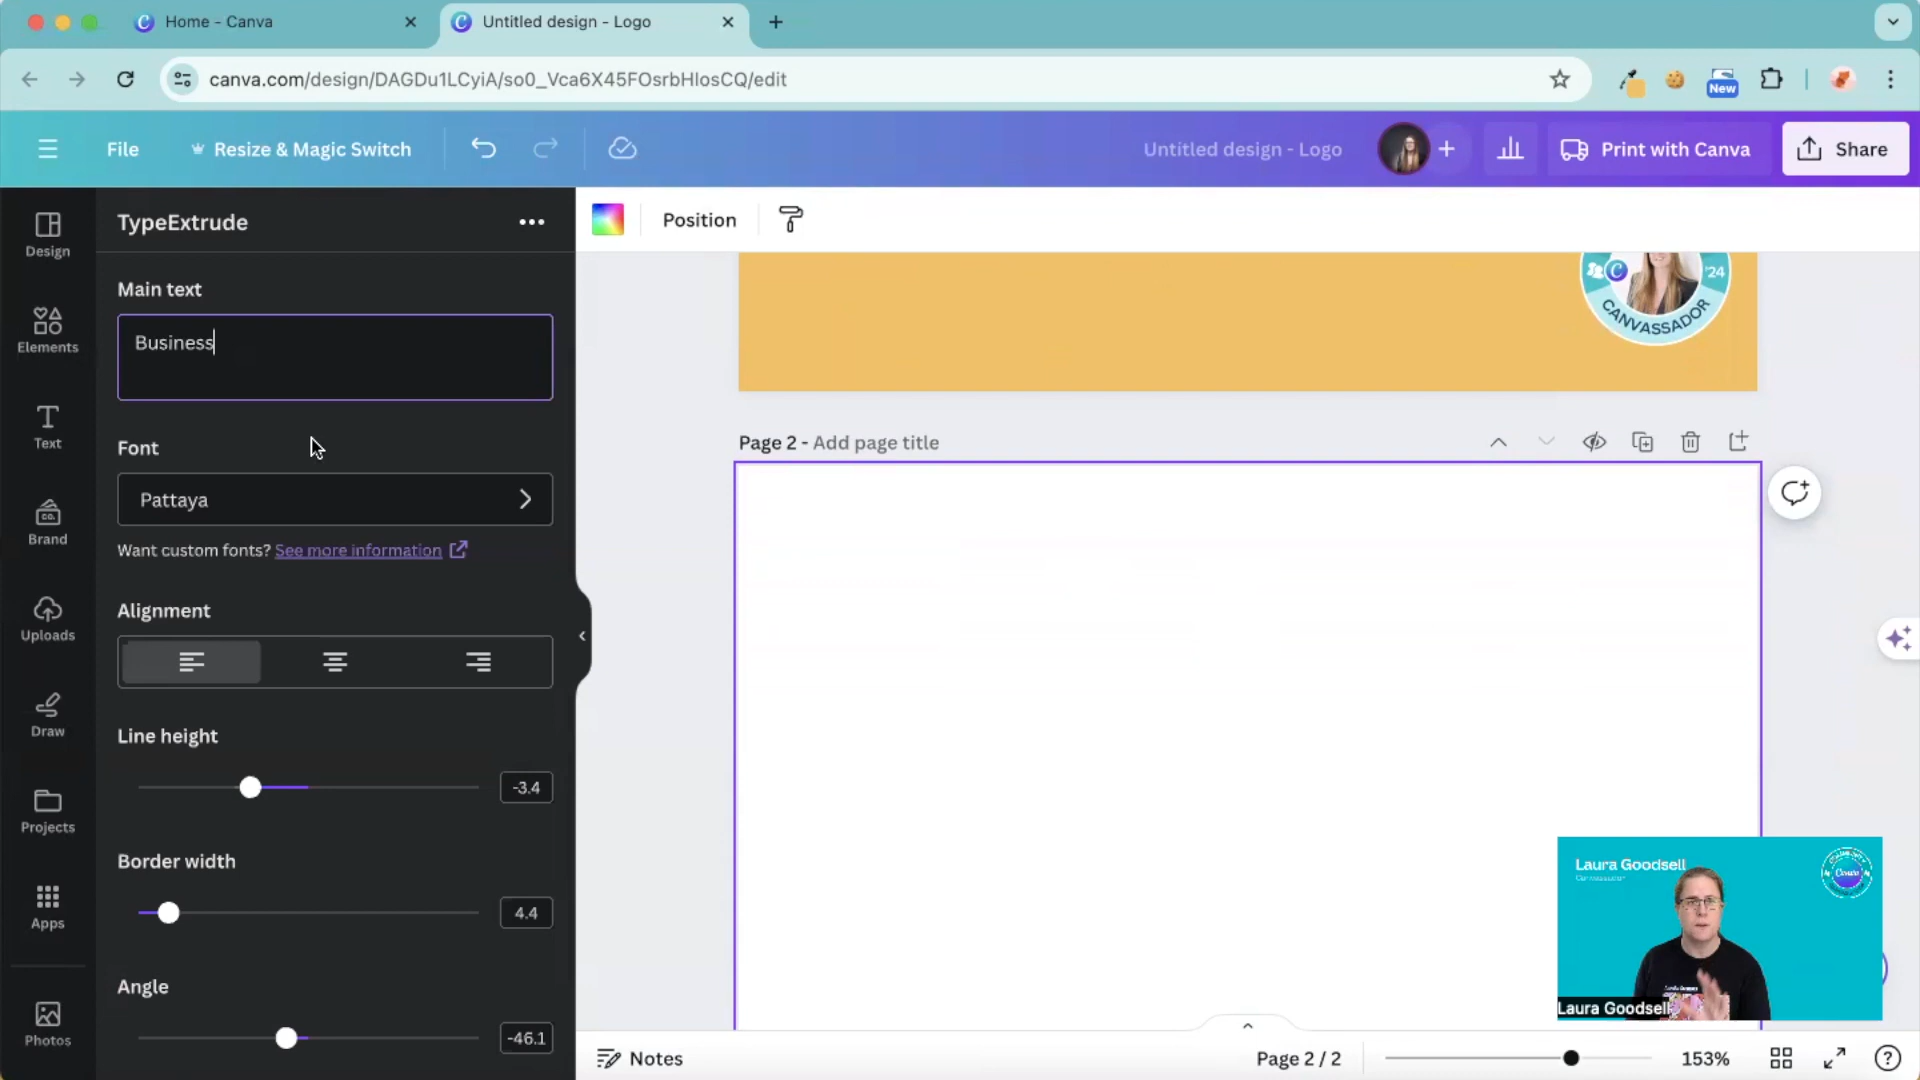 Home - Canva
Untitled design - Logo
canva.com/design/DAGDu1LCyiA/so0_Vca6X45FOsrbHlosCQ/edit
New
File
Resize & Magic Switch
Untitled design - Logo
Print with Canva
Share
Design
Elements
Text
Brand
Uploads
Draw
Projects
Apps
Photos
TypeExtrude
Main text
Business
Font
Pattaya
Want custom fonts? See more information
Alignment
Line height
-3.4
Border width
4.4
Angle
-46.1
Position
'24
CANVASSADOR
Page 2 - Add page title
Laura Goodsell
Canvassador
Canva
Laura Goodsell
Notes
Page 2 / 2
153%